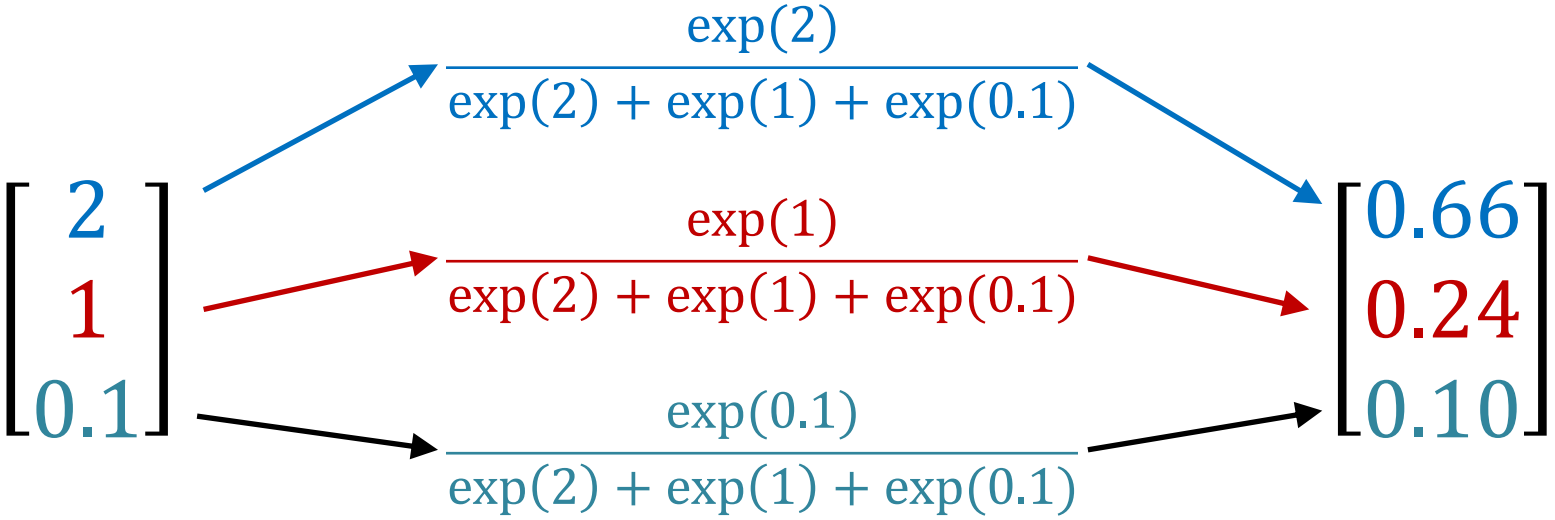 exp(2)
exp(2) + exp(1) + exp(0.1)
2
0.66
exp(1)
exp(2) + exp(1) + exp(0.1)
1
0.24
0.1
0.10
exp(0.1)
exp(2) + exp(1) + exp(0.1)